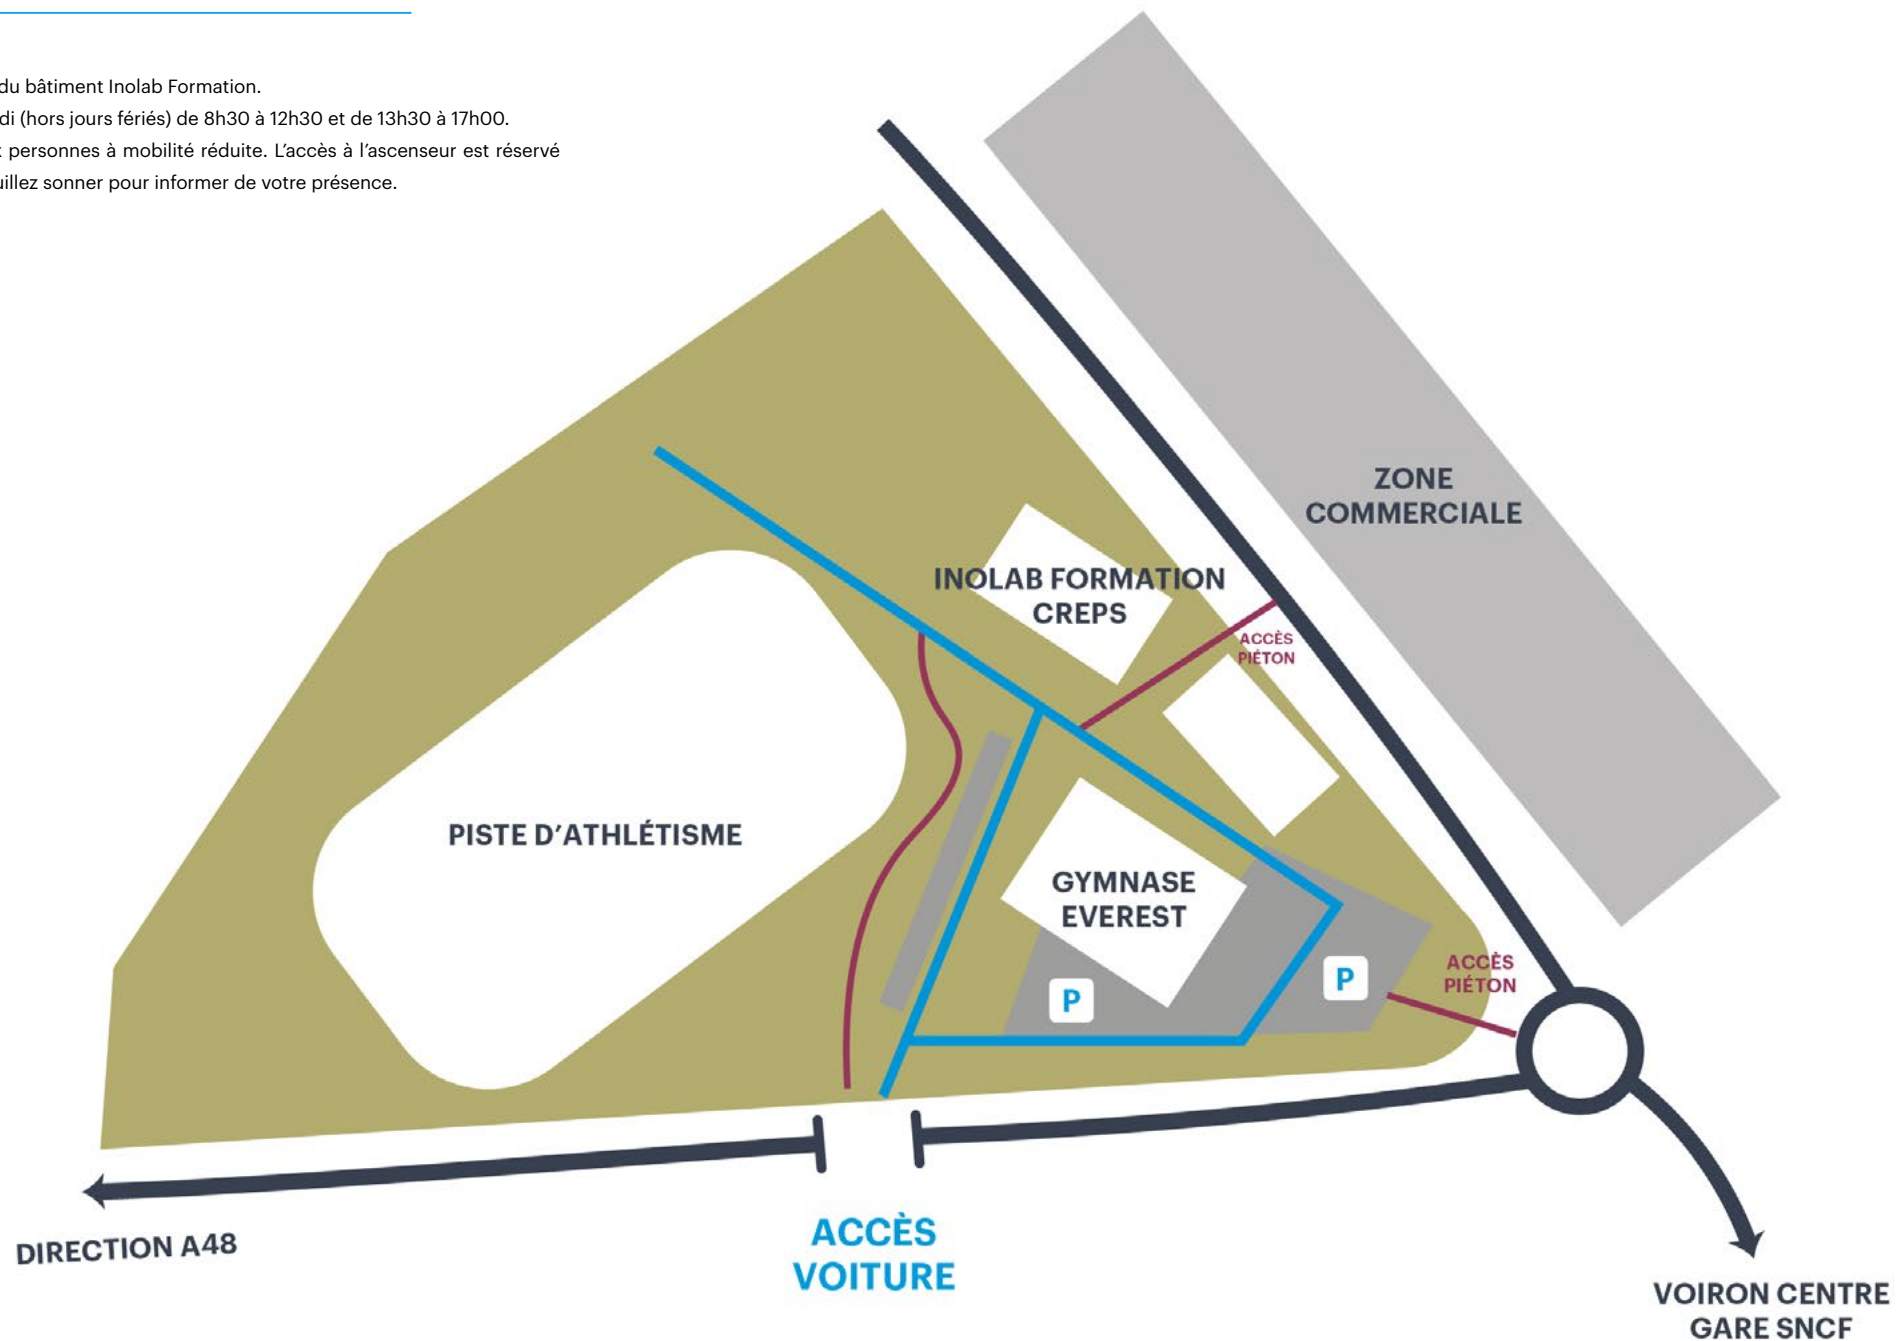 du bâtiment Inolab Formation.
di (hors jours fériés) de 8h30 à 12h30 et de 13h30 à 17h00.
personnes à mobilité réduite. L'accès à l'ascenseur est réservé
uillez sonner pour informer de votre présence.
ZONE
COMMERCIALE
INOLAB FORMATION
CREPS
ACCÈS
PIÉTON
PISTE D'ATHLÉTISME
GYMNASE
EVEREST
P
P
ACCÈS
PIÉTON
DIRECTION A48
ACCÈS
VOITURE
VOIRON CENTRE
GARE SNCF